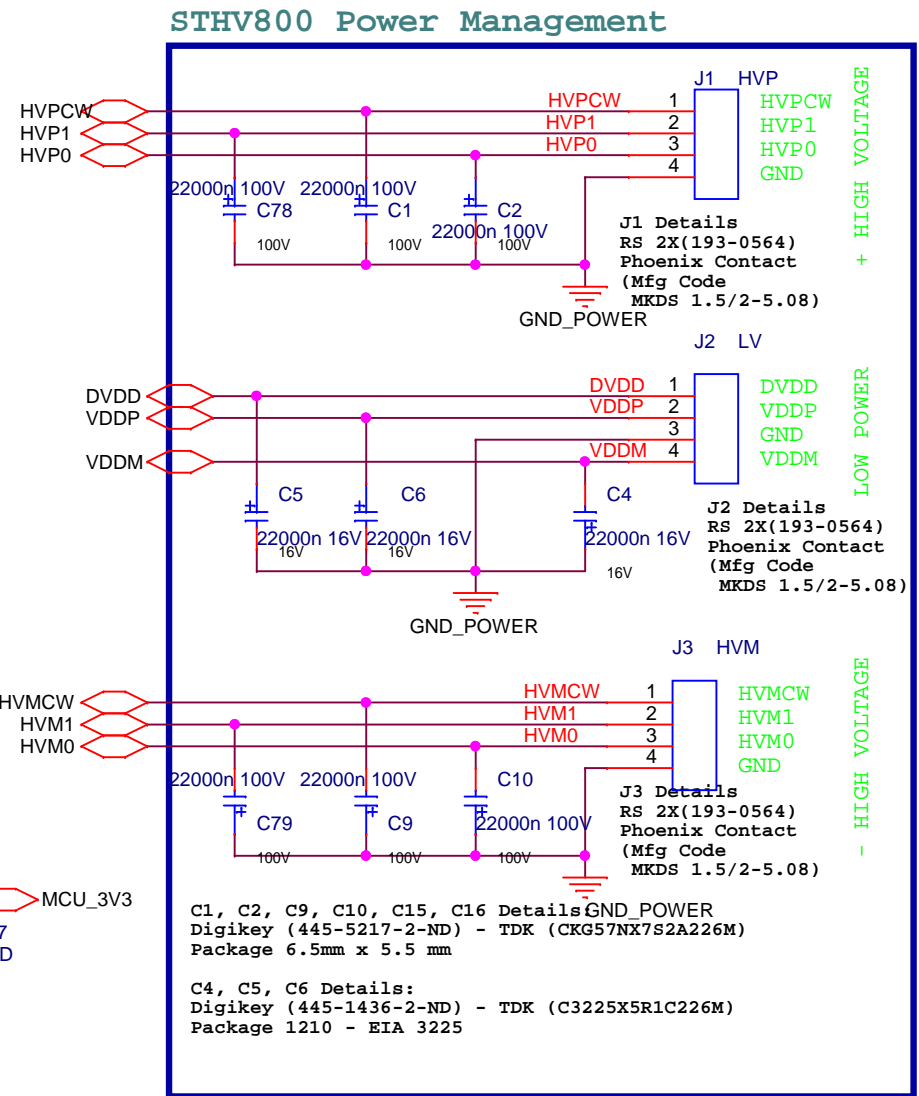 STHV800 Power Management
J1 HVP
HVPCW
HVP1
HVP0
HVPCW 1 HVPCW
HVP1 2 HVP1
HVP0 3 HVP0
4 GND
+ HIGH VOLTAGE
22000n 100V
22000n 100V
C78
C1
C2
22000n 100V
100V
100V
100V
J1 Details
RS 2X(193-0564)
Phoenix Contact
(Mfg Code
MKDS 1.5/2-5.08)
GND_POWER
J2 LV
DVDD
VDDP
VDDM
DVDD 1 DVDD
VDDP 2 VDDP
3 GND
VDDM 4 VDDM
LOW POWER
C5
C6
C4
22000n 16V
22000n 16V
22000n 16V
16V
16V
16V
J2 Details
RS 2X(193-0564)
Phoenix Contact
(Mfg Code
MKDS 1.5/2-5.08)
GND_POWER
J3 HVM
HVMCW
HVM1
HVM0
HVMCW 1 HVMCW
HVM1 2 HVM1
HVM0 3 HVM0
4 GND
- HIGH VOLTAGE
22000n 100V
22000n 100V
C10
C79
C9
22000n 100V
100V
100V
100V
J3 Details
RS 2X(193-0564)
Phoenix Contact
(Mfg Code
MKDS 1.5/2-5.08)
MCU_3V3
7
D
GND_POWER
C1, C2, C9, C10, C15, C16 Details:
Digikey (445-5217-2-ND) - TDK (CKG57NX7S2A226M)
Package 6.5mm x 5.5 mm
C4, C5, C6 Details:
Digikey (445-1436-2-ND) - TDK (C3225X5R1C226M)
Package 1210 - EIA 3225